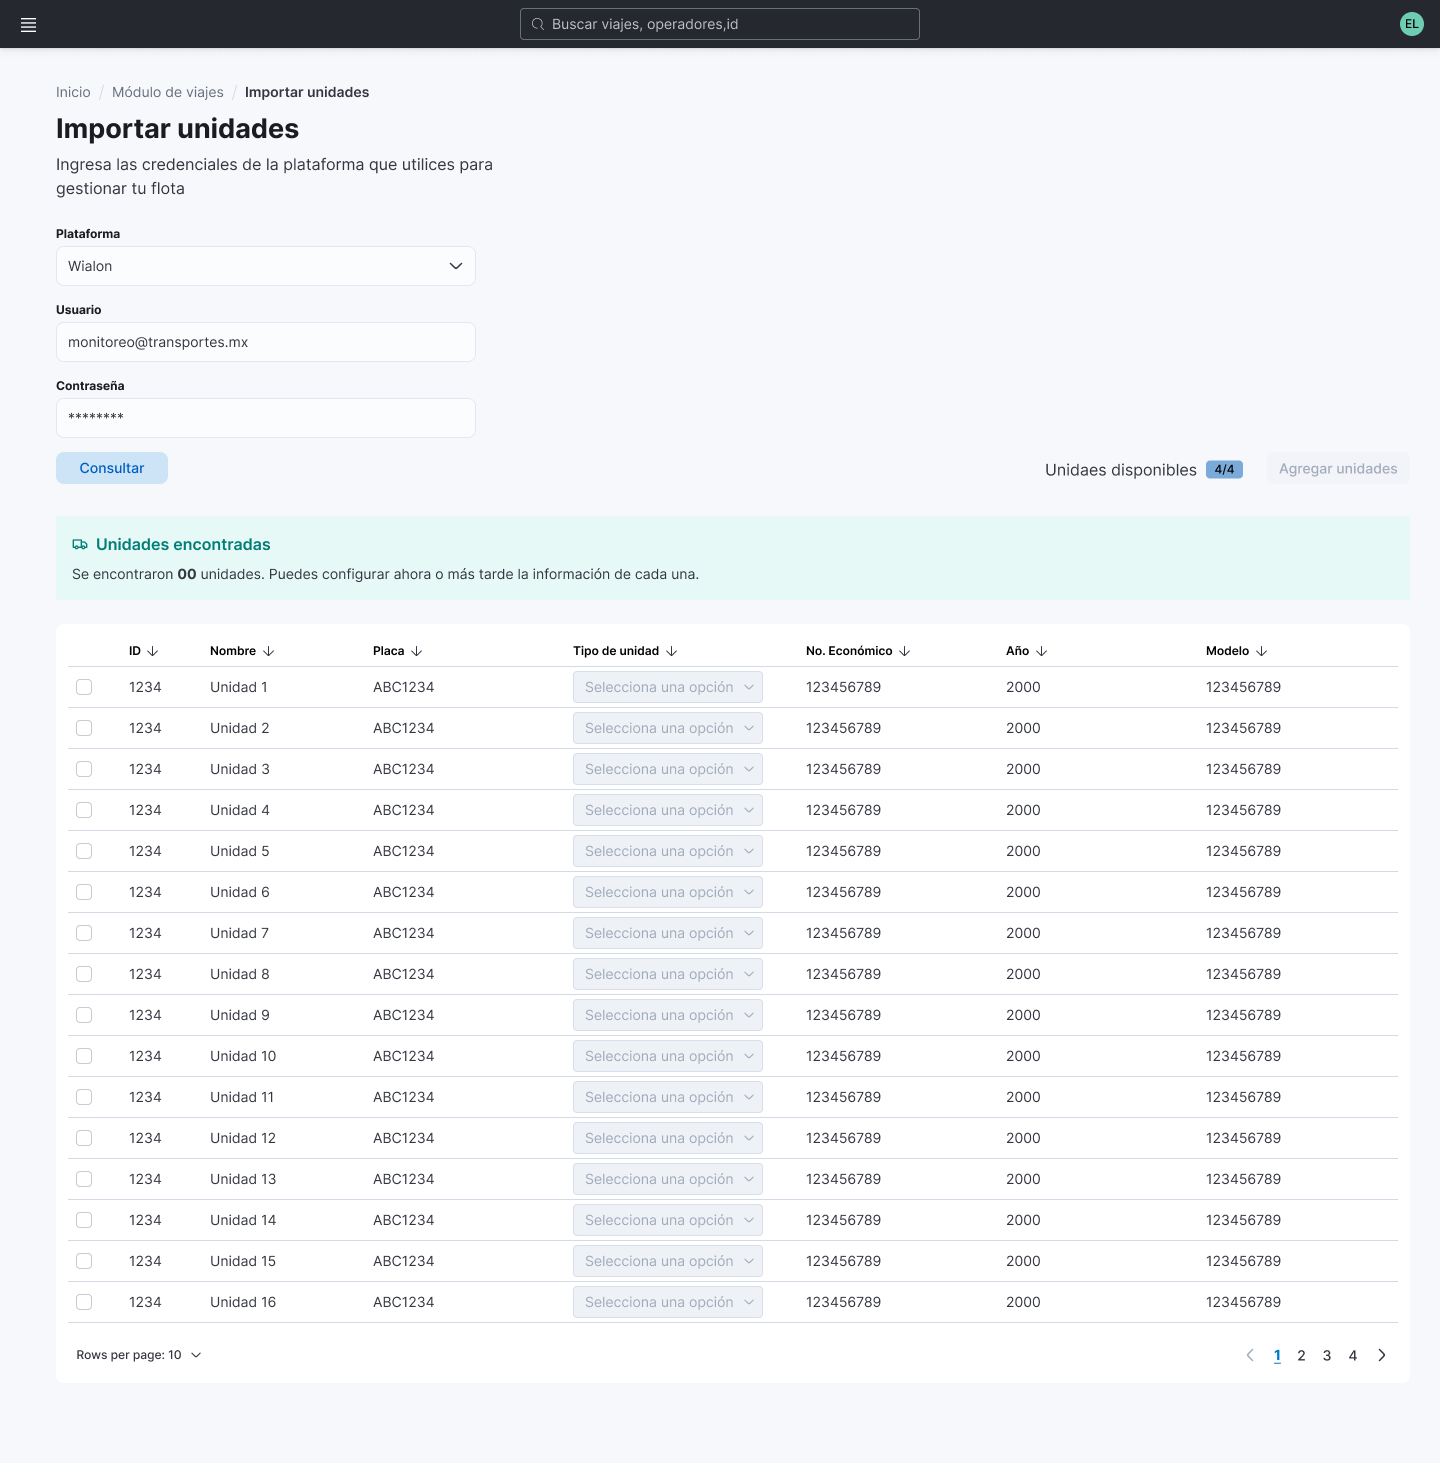 Buscar viajes, operadores,id
EL
Inicio / Módulo de viajes / Importar unidades
Importar unidades
Ingresa las credenciales de la plataforma que utilices para
gestionar tu flota
Plataforma
Wialon
Usuario
monitoreo@transportes.mx
Contraseña
********
Consultar
Unidaes disponibles 4/4 Agregar unidades
Unidades encontradas
Se encontraron 00 unidades. Puedes configurar ahora o más tarde la información de cada una.
ID Nombre Placa Tipo de unidad No. Económico Año Modelo
1234 Unidad 1 ABC1234 Selecciona una opción 123456789 2000 123456789
1234 Unidad 2 ABC1234 Selecciona una opción 123456789 2000 123456789
1234 Unidad 3 ABC1234 Selecciona una opción 123456789 2000 123456789
1234 Unidad 4 ABC1234 Selecciona una opción 123456789 2000 123456789
1234 Unidad 5 ABC1234 Selecciona una opción 123456789 2000 123456789
1234 Unidad 6 ABC1234 Selecciona una opción 123456789 2000 123456789
1234 Unidad 7 ABC1234 Selecciona una opción 123456789 2000 123456789
1234 Unidad 8 ABC1234 Selecciona una opción 123456789 2000 123456789
1234 Unidad 9 ABC1234 Selecciona una opción 123456789 2000 123456789
1234 Unidad 10 ABC1234 Selecciona una opción 123456789 2000 123456789
1234 Unidad 11 ABC1234 Selecciona una opción 123456789 2000 123456789
1234 Unidad 12 ABC1234 Selecciona una opción 123456789 2000 123456789
1234 Unidad 13 ABC1234 Selecciona una opción 123456789 2000 123456789
1234 Unidad 14 ABC1234 Selecciona una opción 123456789 2000 123456789
1234 Unidad 15 ABC1234 Selecciona una opción 123456789 2000 123456789
1234 Unidad 16 ABC1234 Selecciona una opción 123456789 2000 123456789
Rows per page: 10 1 2 3 4